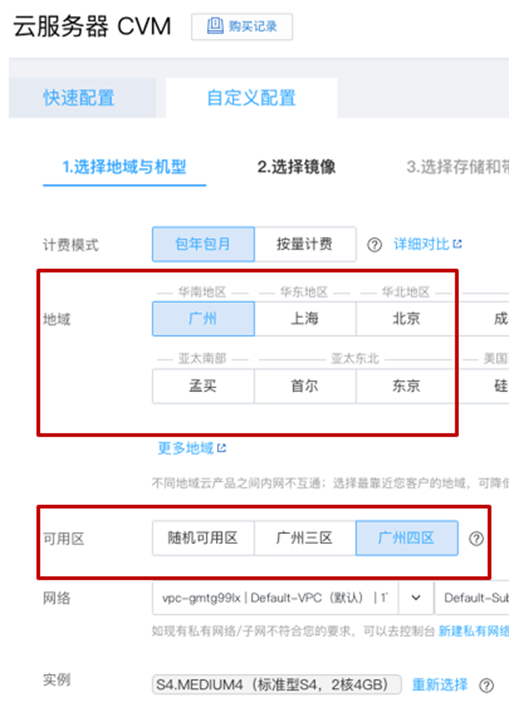 云服务器 CVM 购买记录
快速配置 自定义配置
1.选择地域与机型 2.选择镜像 3.选择存储和带
计费模式 包年包月 按量计费 详细对比
华南地区 华东地区 华北地区
地域 广州 上海 北京 成
亚太南部 亚太东北 美国
孟买 首尔 东京 硅
更多地域
不同地域云产品之间内网不互通；选择最靠近您客户的地域，可降低
可用区 随机可用区 广州三区 广州四区
网络 vpc-gmtg99lx | Default-VPC（默认） | 17 Default-Sub
如现有私有网络/子网不符合您的要求，可以去控制台 新建私有网络
实例 S4.MEDIUM4（标准型S4，2核4GB） 重新选择